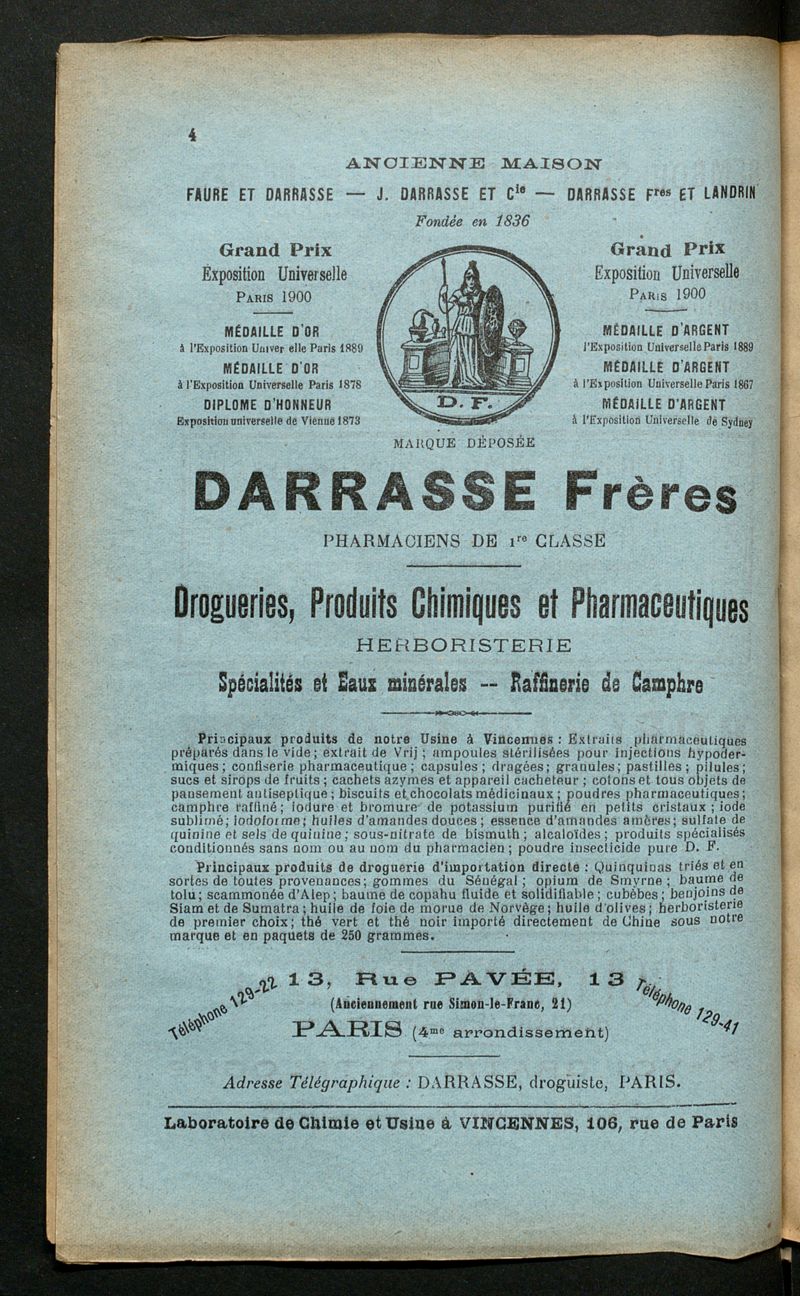 4
ANCIENNE MAISON
FAURE ET DARRASSE — J. DARRASSE ET Cie — DARRASSE Fres ET LANDRIN
Fondée en 1836
Grand Prix
Exposition Universelle
PARIS 1900
MÉDAILLE D'OR
à l'Exposition Univer elle Paris 1889
MÉDAILLE D'OR
à l'Exposition Universelle Paris 1878
DIPLOME D'HONNEUR
Exposition universelle de Vienne 1873
D. F.
MARQUE DÉPOSÉE
Grand Prix
Exposition Universelle
PARIS 1900
MÉDAILLE D'ARGENT
l'Exposition Universelle Paris 1889
MÉDAILLE D'ARGENT
à l'Exposition Universelle Paris 1867
MÉDAILLE D'ARGENT
à l'Exposition Universelle de Sydney
DARRASSE Frères
PHARMACIENS DE 1re CLASSE
Drogueries, Produits Chimiques et Pharmaceutiques
HERBORISTERIE
Spécialités et Eaux minérales -- Raffinerie de Camphre
Principaux produits de notre Usine à Vincennes : Extraits pharmaceutiques
préparés dans le vide ; extrait de Vrij ; ampoules stérilisées pour injections hypoder-
miques ; confiserie pharmaceutique ; capsules ; dragées ; granules ; pastilles ; pilules ;
sucs et sirops de fruits ; cachets azymes et appareil cacheteur ; cotons et tous objets de
pansement antiseptique ; biscuits et chocolats médicinaux ; poudres pharmaceutiques ;
camphre raffiné ; iodure et bromure de potassium purifié en petits cristaux ; iode
sublimé ; iodoforme ; huiles d'amandes douces ; essence d'amandes amères ; sulfate de
quinine et sels de quinine ; sous-nitrate de bismuth ; alcaloïdes ; produits spécialisés
conditionnés sans nom ou au nom du pharmacien ; poudre insecticide pure D. F.
Principaux produits de droguerie d'importation directe : Quinquinas triés et en
sortes de toutes provenances ; gommes du Sénégal ; opium de Smyrne ; baume de
tolu ; scammonée d'Alep ; baume de copahu fluide et solidifiable ; cubèbes ; benjoins de
Siam et de Sumatra ; huile de foie de morue de Norvège ; huile d'olives ; herboristerie
de premier choix ; thé vert et thé noir importé directement de Chine sous notre
marque et en paquets de 250 grammes.
Téléphone 129-22
13, Rue PAVÉE, 13
(Anciennement rue Simon-le-Franc, 21)
PARIS (4me arrondissement)
Téléphone 129-41
Adresse Télégraphique : DARRASSE, droguiste, PARIS.
Laboratoire de Chimie et Usine à VINCENNES, 106, rue de Paris